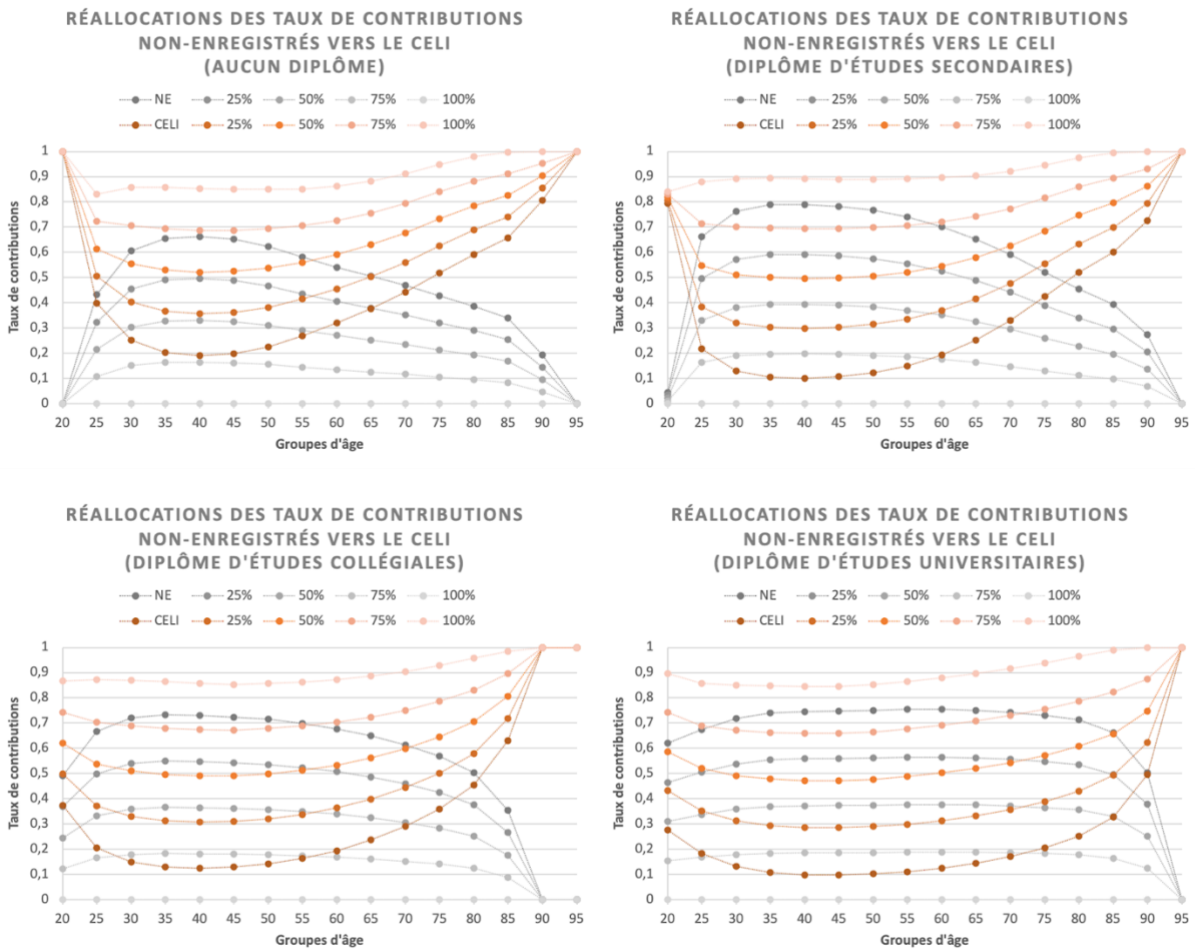 RÉALLOCATIONS DES TAUX DE CONTRIBUTIONS
NON-ENREGISTRÉS VERS LE CELI
(AUCUN DIPLÔME)
NE 25% 50% 75% 100%
CELI 25% 50% 75% 100%
Taux de contributions
1
0,9
0,8
0,7
0,6
0,5
0,4
0,3
0,2
0,1
0
20 25 30 35 40 45 50 55 60 65 70 75 80 85 90 95
Groupes d'âge
RÉALLOCATIONS DES TAUX DE CONTRIBUTIONS
NON-ENREGISTRÉS VERS LE CELI
(DIPLÔME D'ÉTUDES SECONDAIRES)
NE 25% 50% 75% 100%
CELI 25% 50% 75% 100%
Taux de contributions
1
0,9
0,8
0,7
0,6
0,5
0,4
0,3
0,2
0,1
0
20 25 30 35 40 45 50 55 60 65 70 75 80 85 90 95
Groupes d'âge
RÉALLOCATIONS DES TAUX DE CONTRIBUTIONS
NON-ENREGISTRÉS VERS LE CELI
(DIPLÔME D'ÉTUDES COLLÉGIALES)
NE 25% 50% 75% 100%
CELI 25% 50% 75% 100%
Taux de contributions
1
0,9
0,8
0,7
0,6
0,5
0,4
0,3
0,2
0,1
0
20 25 30 35 40 45 50 55 60 65 70 75 80 85 90 95
Groupes d'âge
RÉALLOCATIONS DES TAUX DE CONTRIBUTIONS
NON-ENREGISTRÉS VERS LE CELI
(DIPLÔME D'ÉTUDES UNIVERSITAIRES)
NE 25% 50% 75% 100%
CELI 25% 50% 75% 100%
Taux de contributions
1
0,9
0,8
0,7
0,6
0,5
0,4
0,3
0,2
0,1
0
20 25 30 35 40 45 50 55 60 65 70 75 80 85 90 95
Groupes d'âge